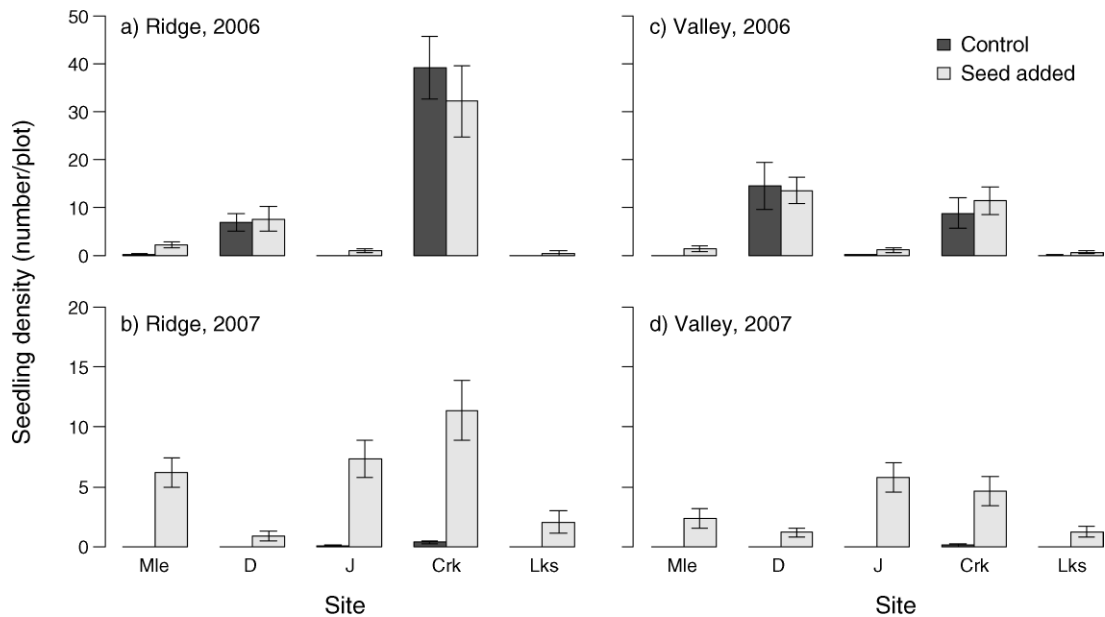 Seedling density (number/plot)
a) Ridge, 2006
50
40
30
20
10
0
c) Valley, 2006
Control
Seed added
b) Ridge, 2007
20
15
10
5
0
Mle D J Crk Lks
Site
d) Valley, 2007
Mle D J Crk Lks
Site